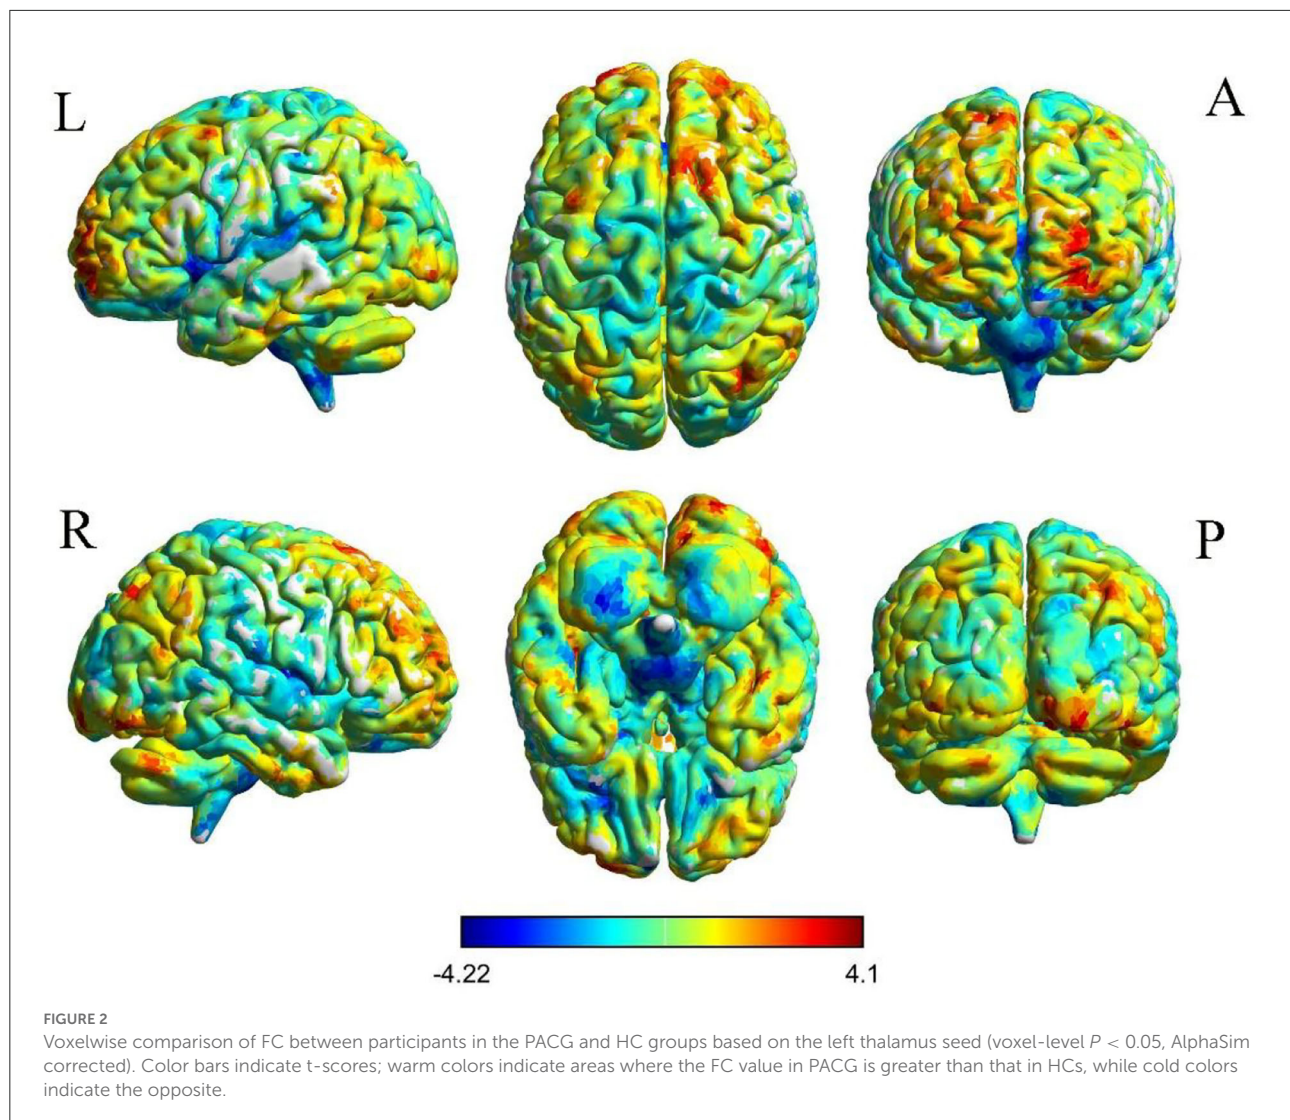 L
A
R
P
-4.22
4.1
FIGURE 2
Voxelwise comparison of FC between participants in the PACG and HC groups based on the left thalamus seed (voxel-level P < 0.05, AlphaSim
corrected). Color bars indicate t-scores; warm colors indicate areas where the FC value in PACG is greater than that in HCs, while cold colors
indicate the opposite.